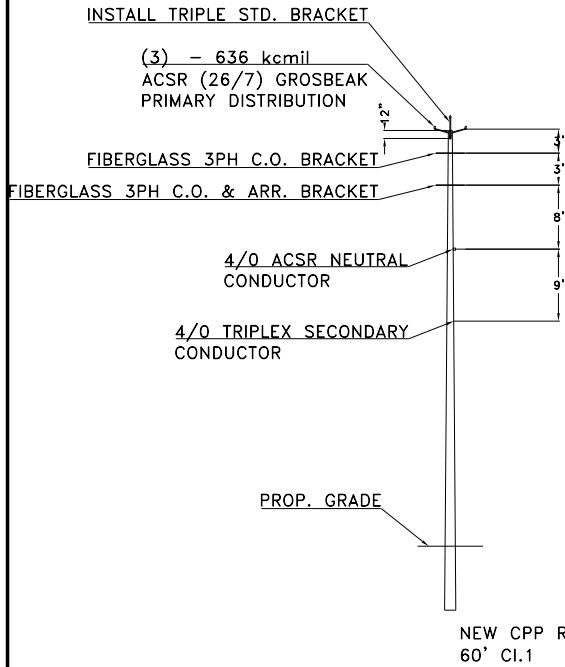 INSTALL TRIPLE STD. BRACKET
(3) - 636 kcmil
ACSR (26/7) GROSBEAK
PRIMARY DISTRIBUTION
12"
FIBERGLASS 3PH C.O. BRACKET
3'
3'
FIBERGLASS 3PH C.O. & ARR. BRACKET
8'
4/0 ACSR NEUTRAL
CONDUCTOR
9'
4/0 TRIPLEX SECONDARY
CONDUCTOR
PROP. GRADE
NEW CPP R
60' Cl.1